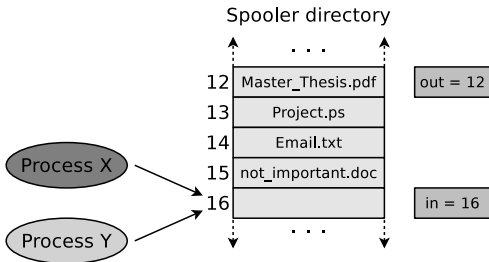 Spooler directory
. . .
12 Master_Thesis.pdf out = 12
13 Project.ps
14 Email.txt
Process X
15 not_important.doc
16 in = 16
Process Y
. . .